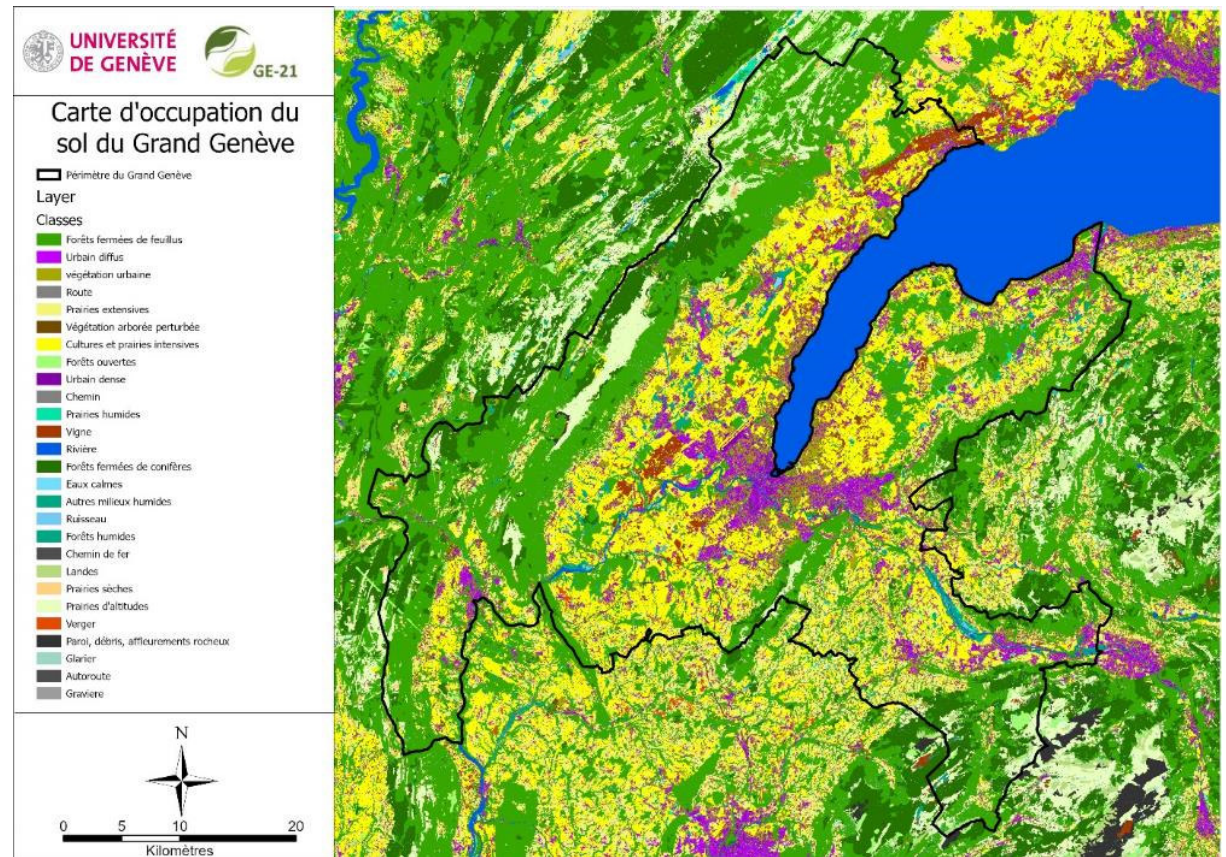 UNIVERSITÉ
DE GENÈVE
GE-21
Carte d'occupation du
sol du Grand Genève
Périmètre du Grand Genève
Layer
Classes
Forêts fermées de feuillus
Urbain diffus
végétation urbaine
Route
Prairies extensives
Végétation arborée perturbée
Cultures et prairies intensives
Forêts ouvertes
Urbain dense
Chemin
Prairies humides
Vigne
Rivière
Forêts fermées de conifères
Eaux calmes
Autres milieux humides
Ruisseau
Forêts humides
Chemin de fer
Landes
Prairies sèches
Prairies d'altitudes
Verger
Paroi, débris, affleurements rocheux
Glarier
Autoroute
Graviere
N
0 5 10 20
Kilomètres